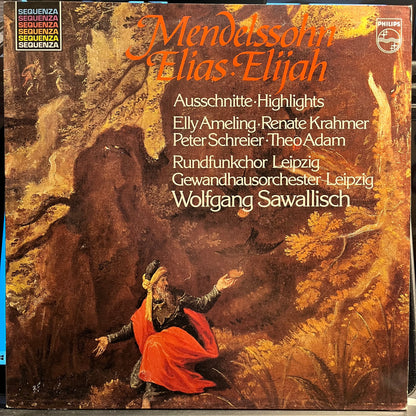 SEQUENZA
SEQUENZA
SEQUENZA
SEQUENZA
SEQUENZA
SEQUENZA
PHILIPS
Mendelssohn
Elias·Elijah
Ausschnitte·Highlights
Elly Ameling·Renate Krahmer
Peter Schreier·Theo Adam
Rundfunkchor Leipzig
Gewandhausorchester Leipzig
Wolfgang Sawallisch